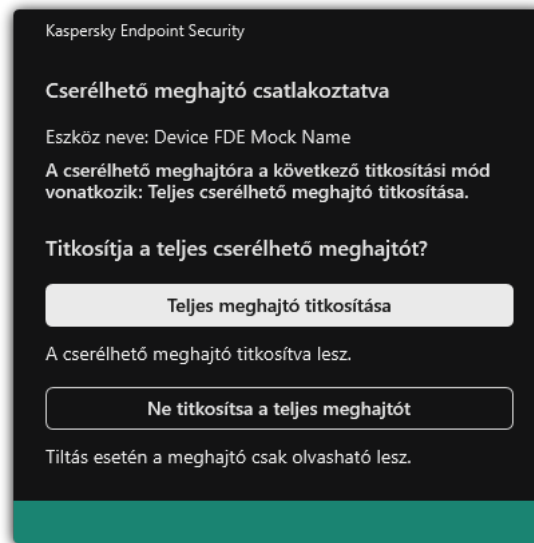 Kaspersky Endpoint Security
Cserélhető meghajtó csatlakoztatva
Eszköz neve: Device FDE Mock Name
A cserélhető meghajtóra a következő titkosítási mód
vonatkozik: Teljes cserélhető meghajtó titkosítása.
Titkosítja a teljes cserélhető meghajtót?
Teljes meghajtó titkosítása
A cserélhető meghajtó titkosítva lesz.
Ne titkosítsa a teljes meghajtót
Tiltás esetén a meghajtó csak olvasható lesz.